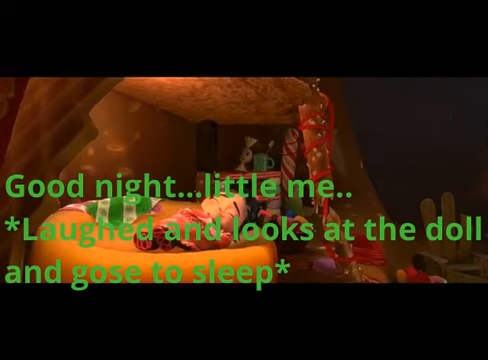 Good night...little me..
*Laughed and looks at the doll
and gose to sleep*